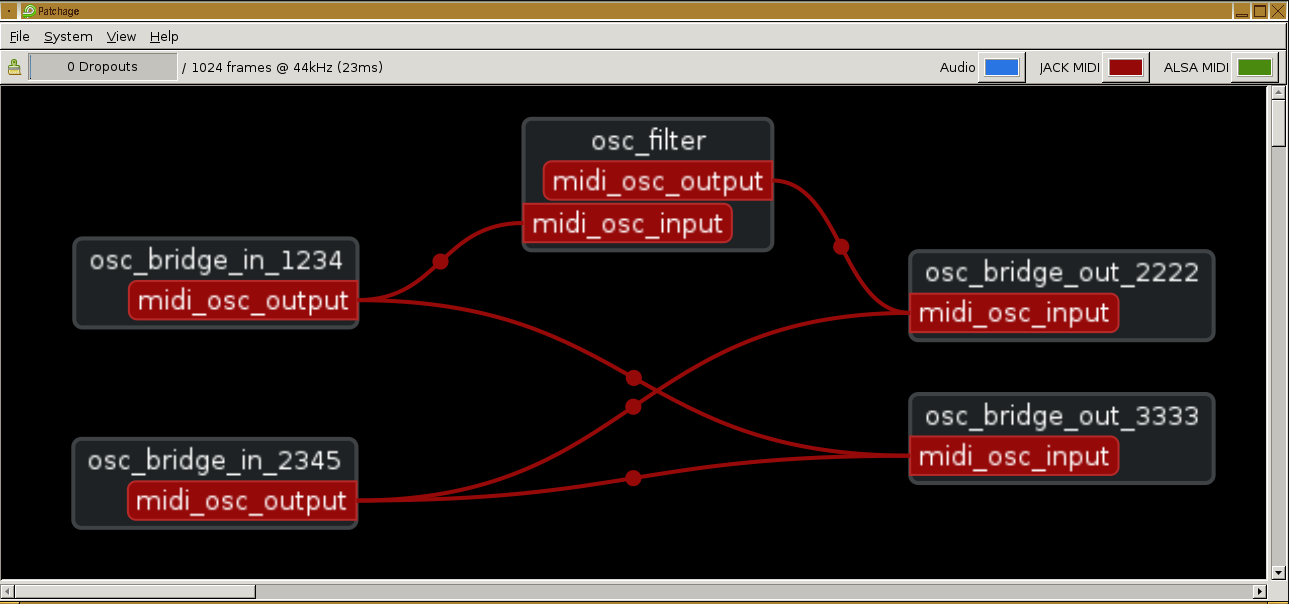 Patchage
File System View Help
0 Dropouts / 1024 frames @ 44kHz (23ms) Audio JACK MIDI ALSA MIDI
osc_filter
midi_osc_output
midi_osc_input
osc_bridge_in_1234
midi_osc_output
osc_bridge_out_2222
midi_osc_input
osc_bridge_in_2345
midi_osc_output
osc_bridge_out_3333
midi_osc_input